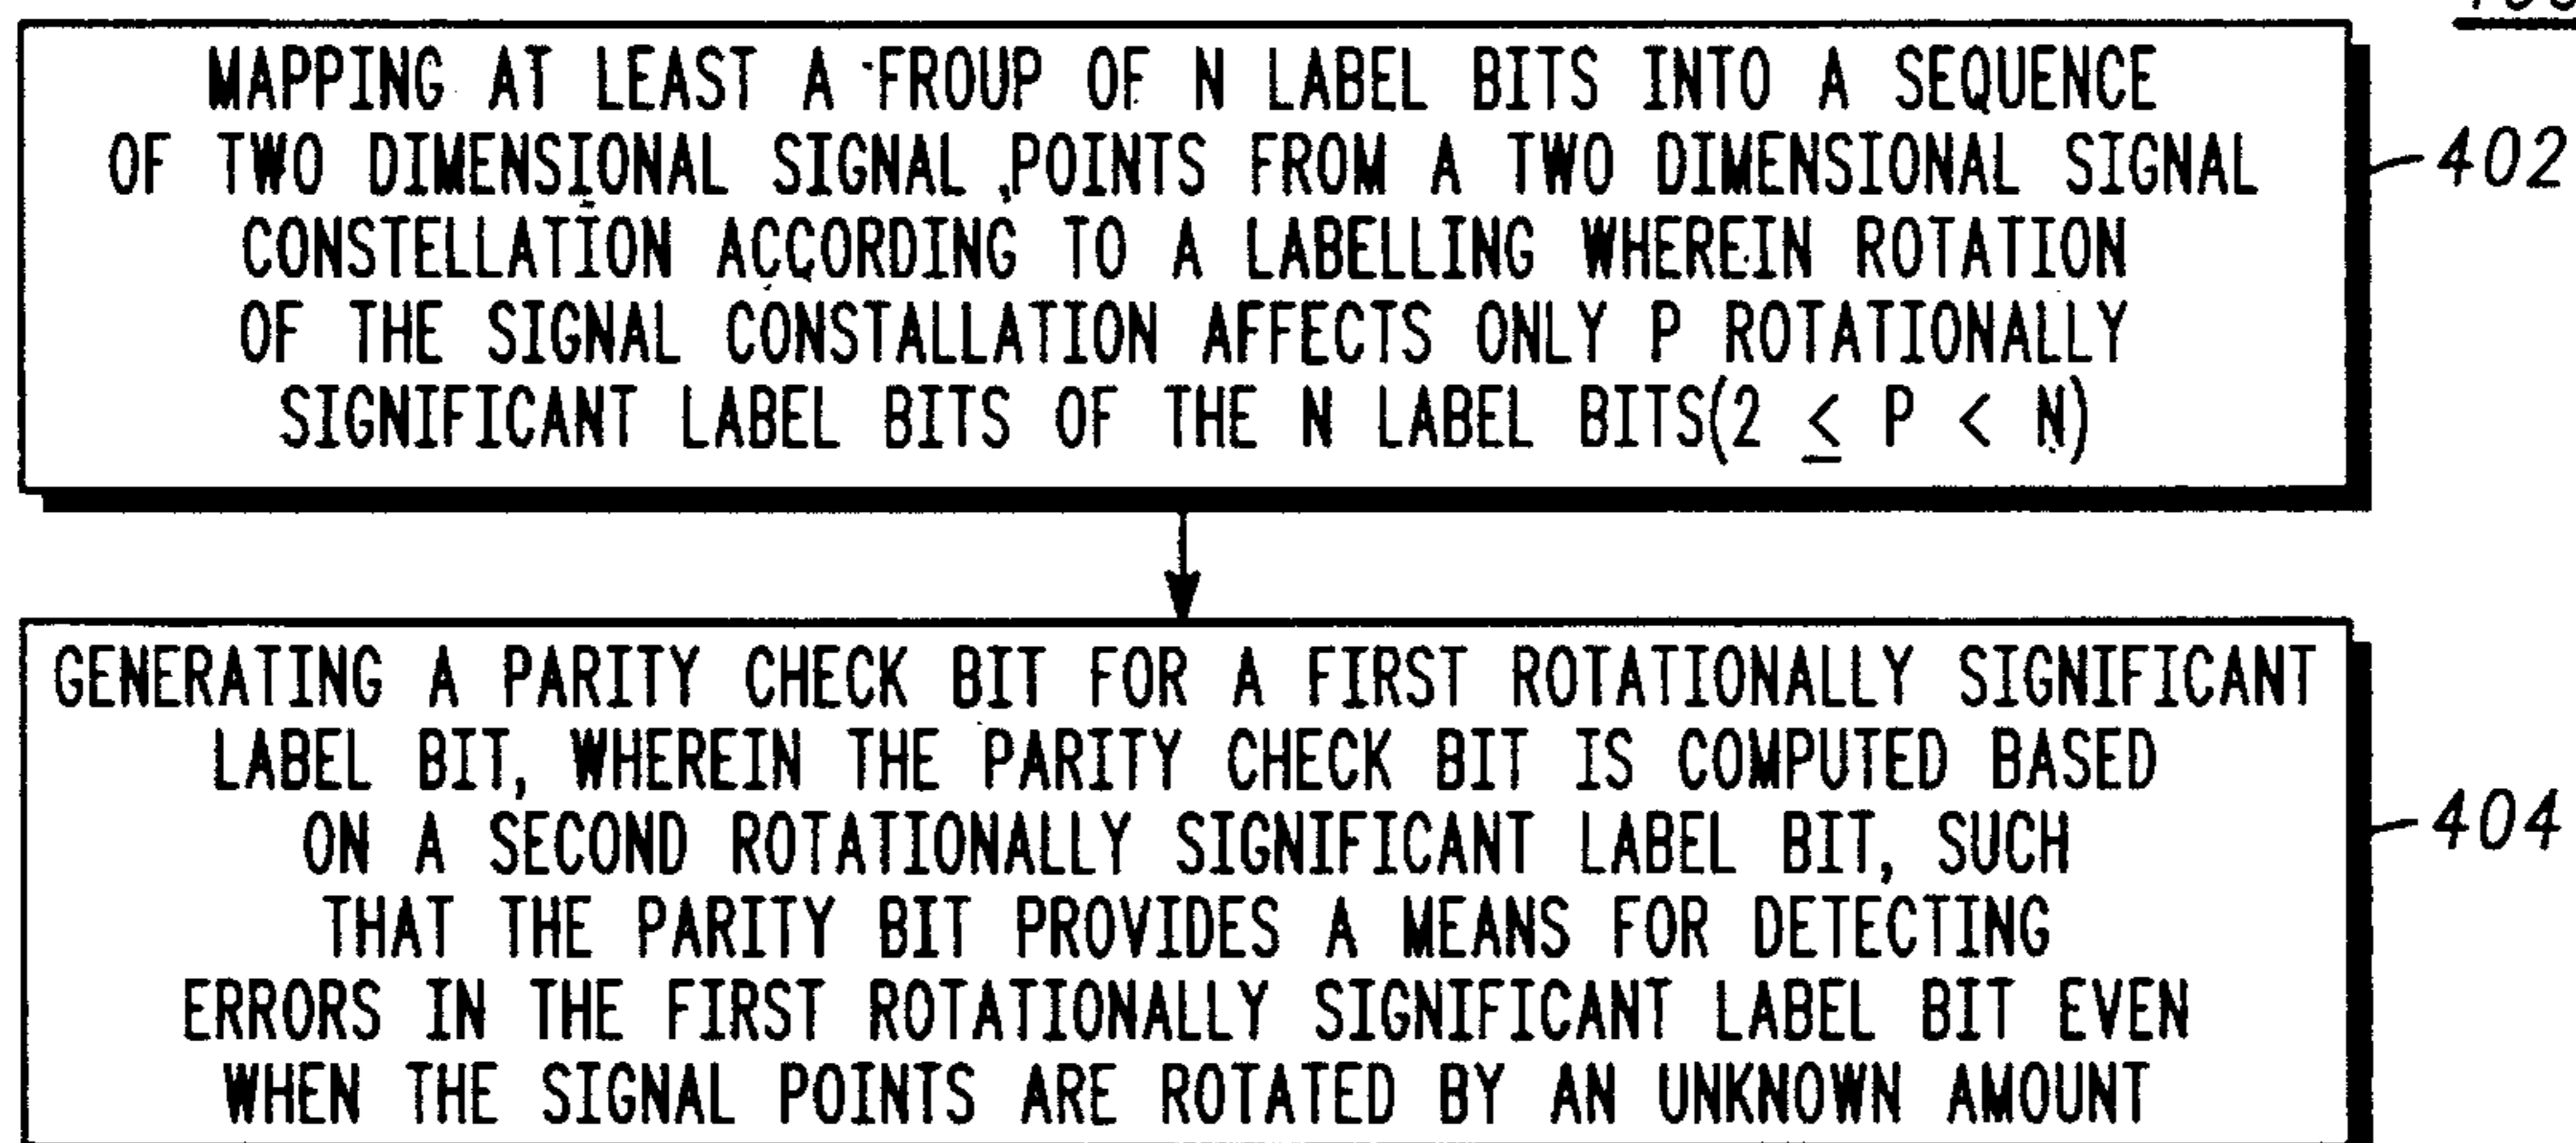 MAPPING AT LEAST A FROUP OF N LABEL BITS INTO A SEQUENCE
OF TWO DIMENSIONAL SIGNAL POINTS FROM A TWO DIMENSIONAL SIGNAL
CONSTELLATION ACCORDING TO A LABELLING WHEREIN ROTATION
OF THE SIGNAL CONSTALLATION AFFECTS ONLY P ROTATIONALLY
SIGNIFICANT LABEL BITS OF THE N LABEL BITS(2 ≤ P < N)
402
GENERATING A PARITY CHECK BIT FOR A FIRST ROTATIONALLY SIGNIFICANT
LABEL BIT, WHEREIN THE PARITY CHECK BIT IS COMPUTED BASED
ON A SECOND ROTATIONALLY SIGNIFICANT LABEL BIT, SUCH
THAT THE PARITY BIT PROVIDES A MEANS FOR DETECTING
ERRORS IN THE FIRST ROTATIONALLY SIGNIFICANT LABEL BIT EVEN
WHEN THE SIGNAL POINTS ARE ROTATED BY AN UNKNOWN AMOUNT
404